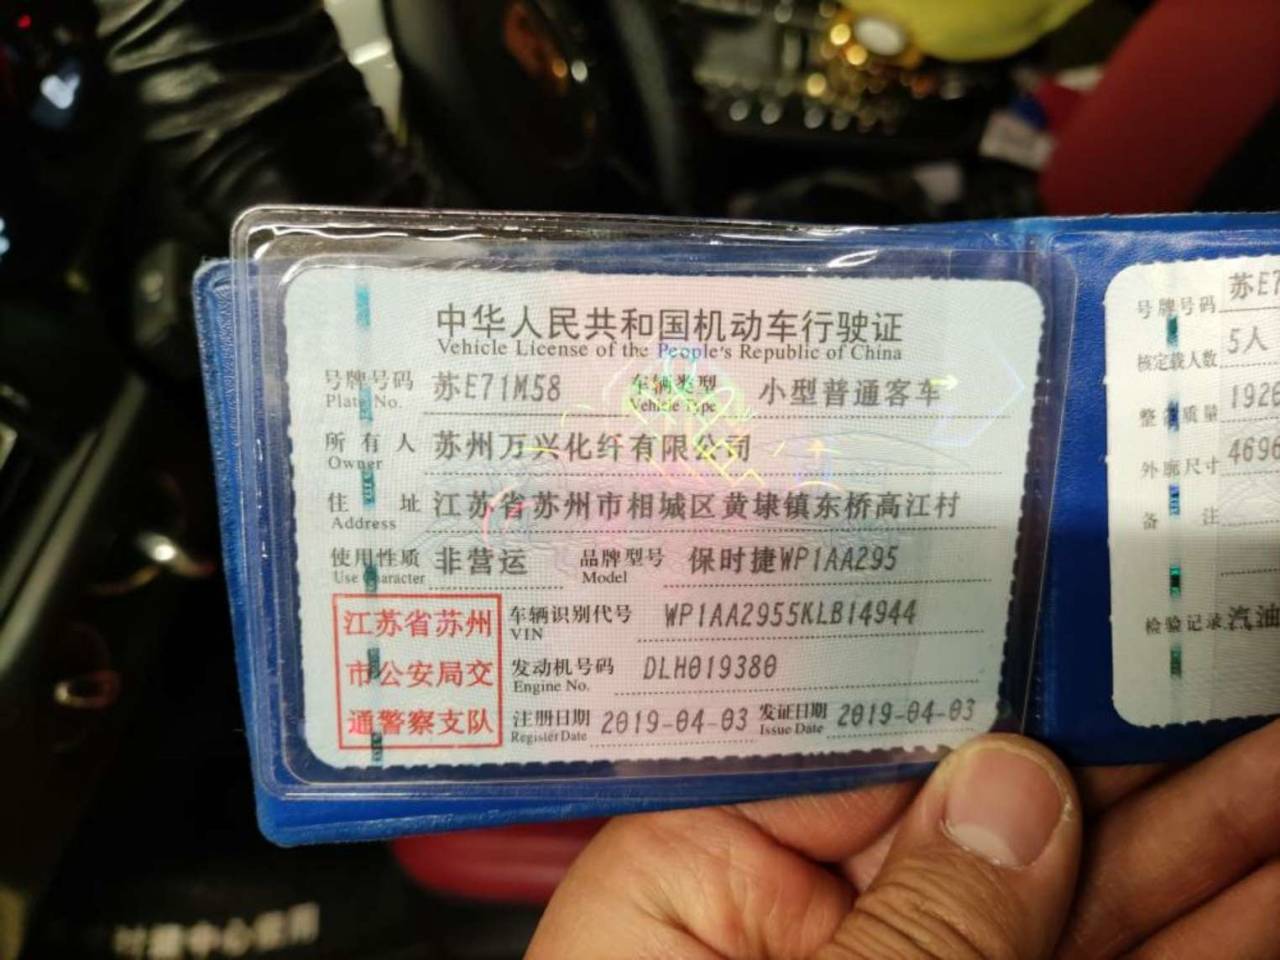 中华人民共和国机动车行驶证
Vehicle License of the People's Republic of China
号牌号码 苏E71M58 车辆类型 小型普通客车
Plate No. Vehicle Type
所有人 苏州万兴化纤有限公司
Owner
住址 江苏省苏州市相城区黄埭镇东桥高江村
Address
使用性质 非营运 品牌型号 保时捷WP1AA295
Use Character Model
江苏省苏州市公安局交通警察支队
车辆识别代号 WP1AA2955KLB14944
VIN
发动机号码 DLH019380
Engine No.
注册日期 2019-04-03 发证日期 2019-04-03
Register Date Issue Date
号牌号码 苏E7
核定载人数 5人
整备质量 1926
外廓尺寸 4696
备注
检验记录 汽油